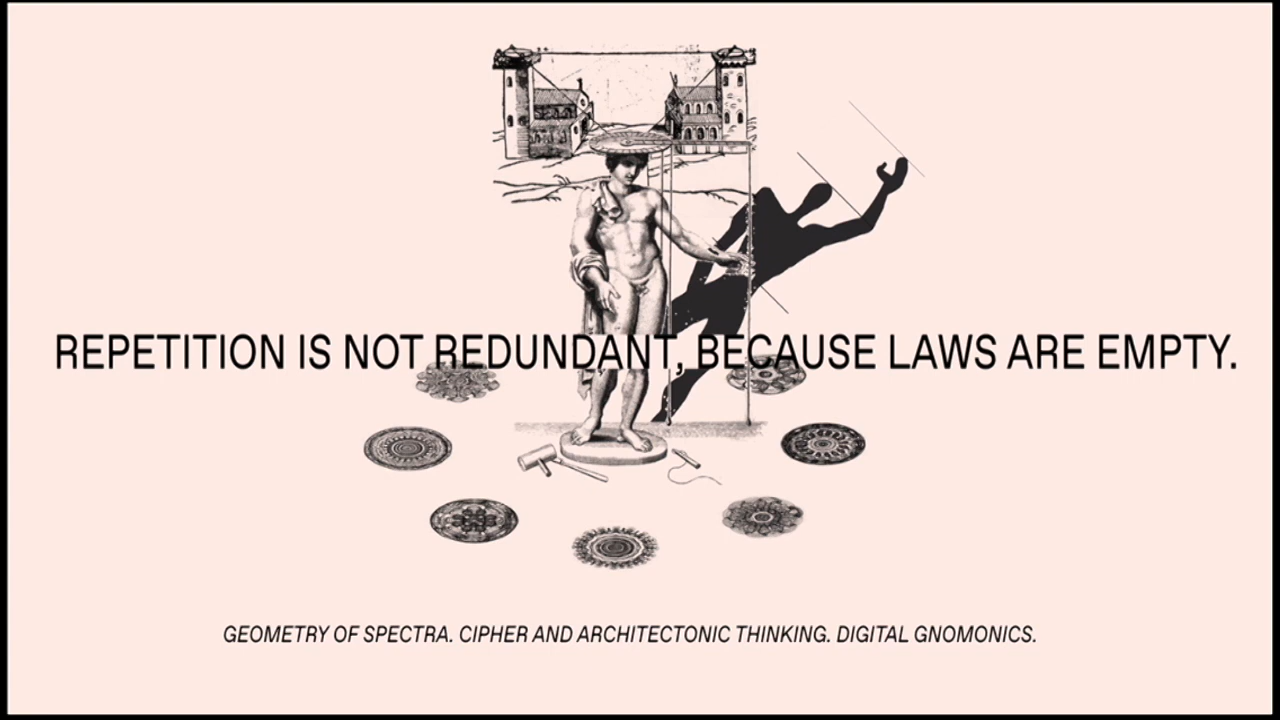 REPETITION IS NOT REDUNDANT, BECAUSE LAWS ARE EMPTY.
GEOMETRY OF SPECTRA. CIPHER AND ARCHITECTONIC THINKING. DIGITAL GNOMONICS.